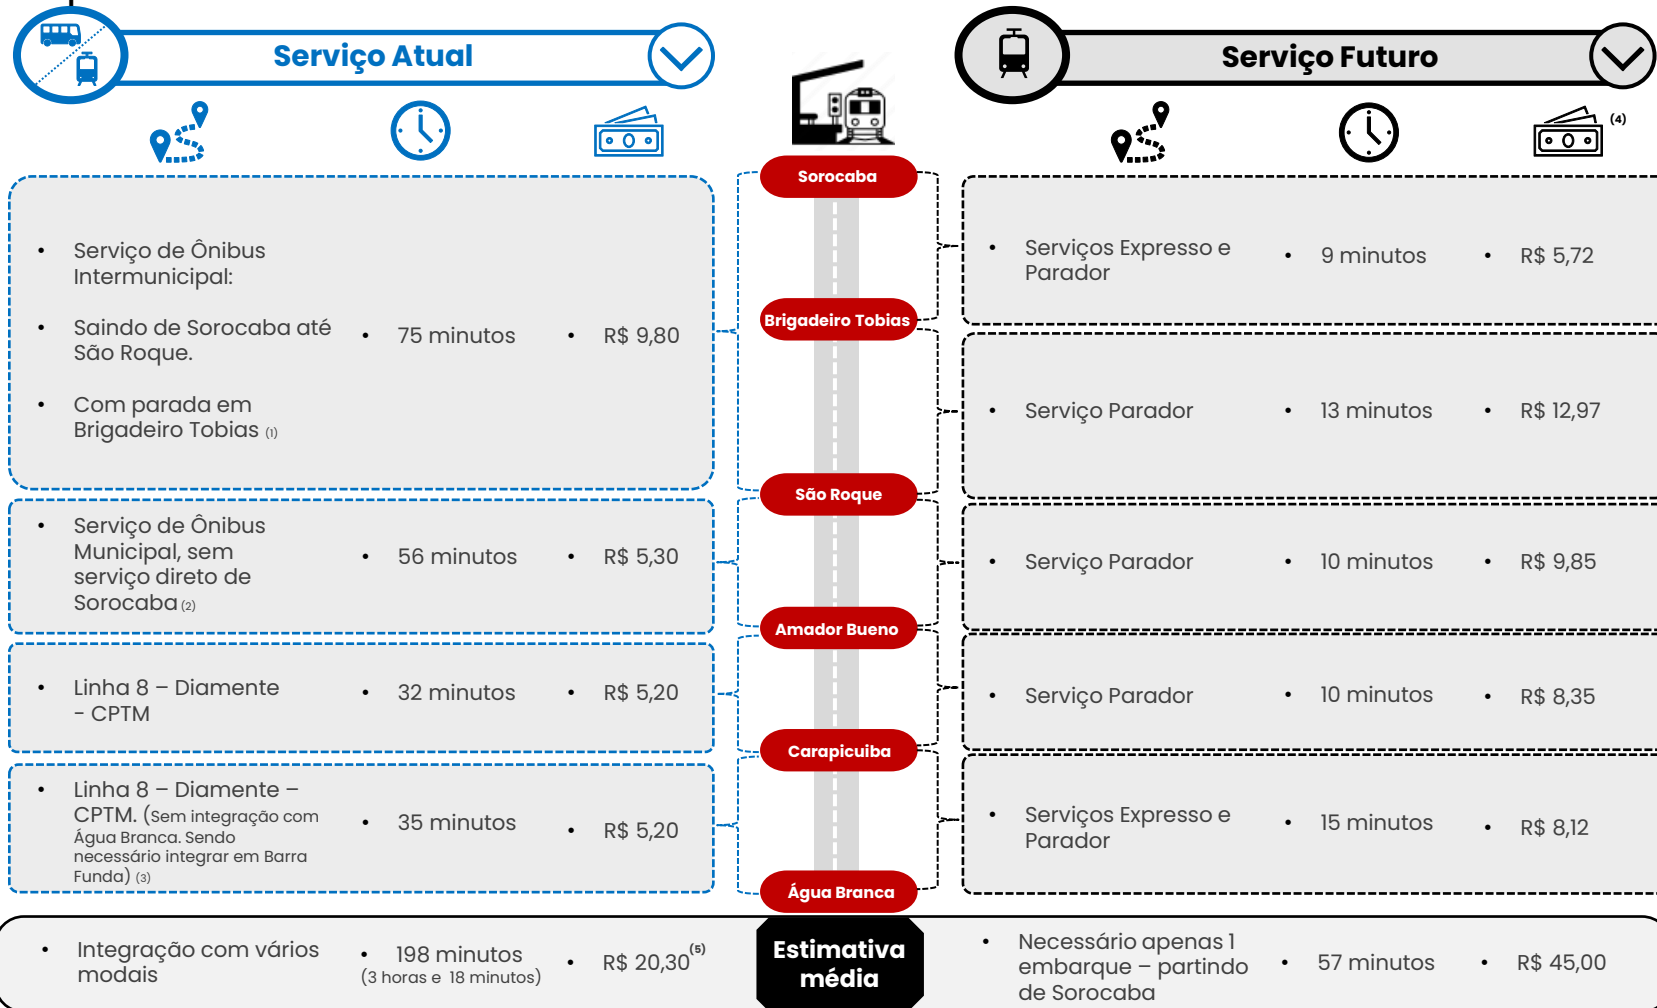 Serviço Atual
Serviço Futuro
(4)
Sorocaba
• Serviço de Ônibus
Intermunicipal:
• Saindo de Sorocaba até
São Roque.
• Com parada em
Brigadeiro Tobias (1)
• 75 minutos
• R$ 9,80
• Serviços Expresso e
Parador
• 9 minutos
• R$ 5,72
Brigadeiro Tobias
• Serviço Parador
• 13 minutos
• R$ 12,97
São Roque
• Serviço de Ônibus
Municipal, sem
serviço direto de
Sorocaba (2)
• 56 minutos
• R$ 5,30
• Serviço Parador
• 10 minutos
• R$ 9,85
Amador Bueno
• Linha 8 – Diamente
- CPTM
• 32 minutos
• R$ 5,20
• Serviço Parador
• 10 minutos
• R$ 8,35
Carapicuiba
• Linha 8 – Diamente –
CPTM. (Sem integração com
Água Branca. Sendo
necessário integrar em Barra
Funda) (3)
• 35 minutos
• R$ 5,20
• Serviços Expresso e
Parador
• 15 minutos
• R$ 8,12
Água Branca
• Integração com vários
modais
• 198 minutos
(3 horas e 18 minutos)
• R$ 20,30(5)
Estimativa
média
• Necessário apenas 1
embarque – partindo
de Sorocaba
• 57 minutos
• R$ 45,00